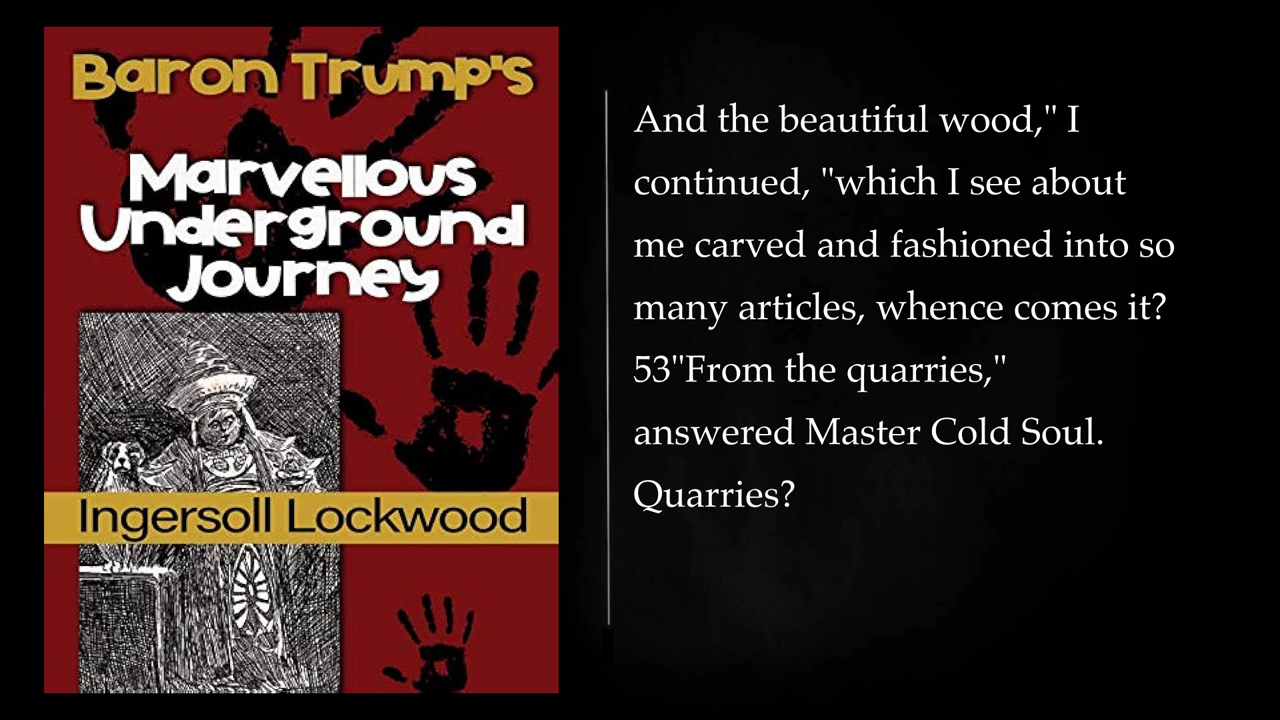 Baron Trump's
Marvellous
Underground
Journey
Ingersoll Lockwood
And the beautiful wood," I
continued, "which I see about
me carved and fashioned into so
many articles, whence comes it?
53"From the quarries,"
answered Master Cold Soul.
Quarries?